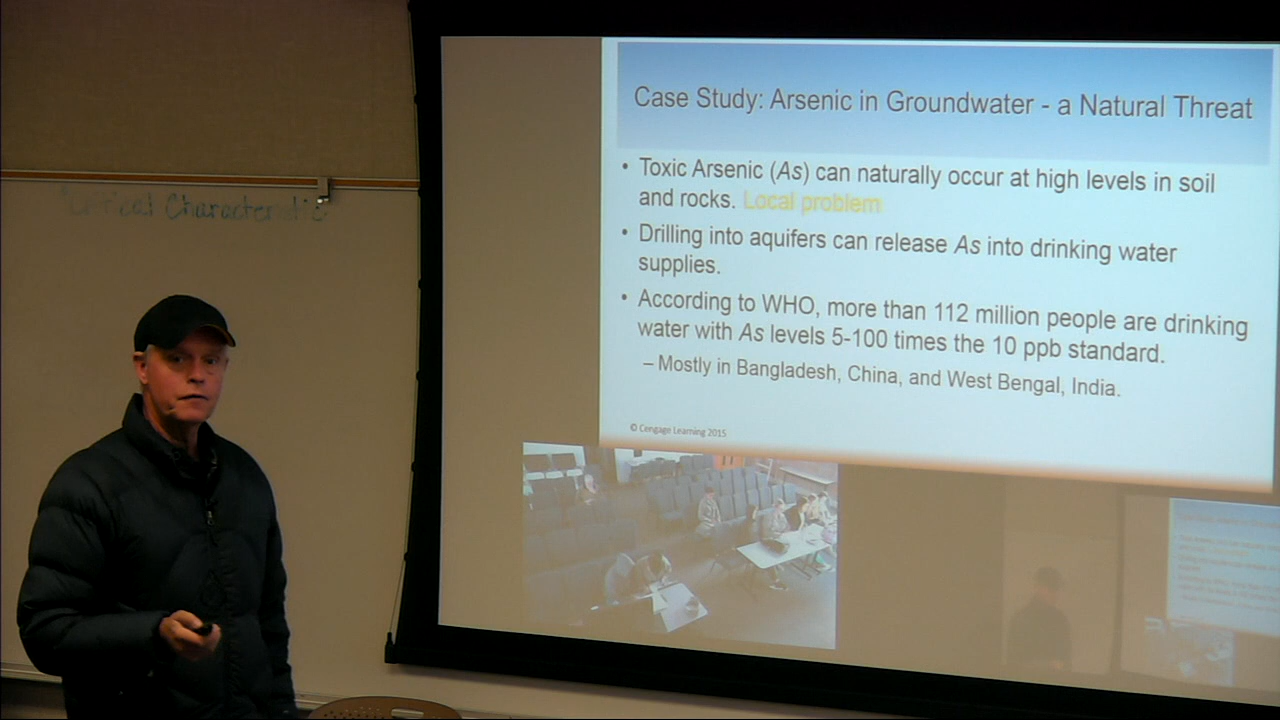 Critical Characteristic
Case Study: Arsenic in Groundwater - a Natural Threat
• Toxic Arsenic (As) can naturally occur at high levels in soil
and rocks. Local problem
• Drilling into aquifers can release As into drinking water
supplies.
• According to WHO, more than 112 million people are drinking
water with As levels 5-100 times the 10 ppb standard.
– Mostly in Bangladesh, China, and West Bengal, India.
© Cengage Learning 2015